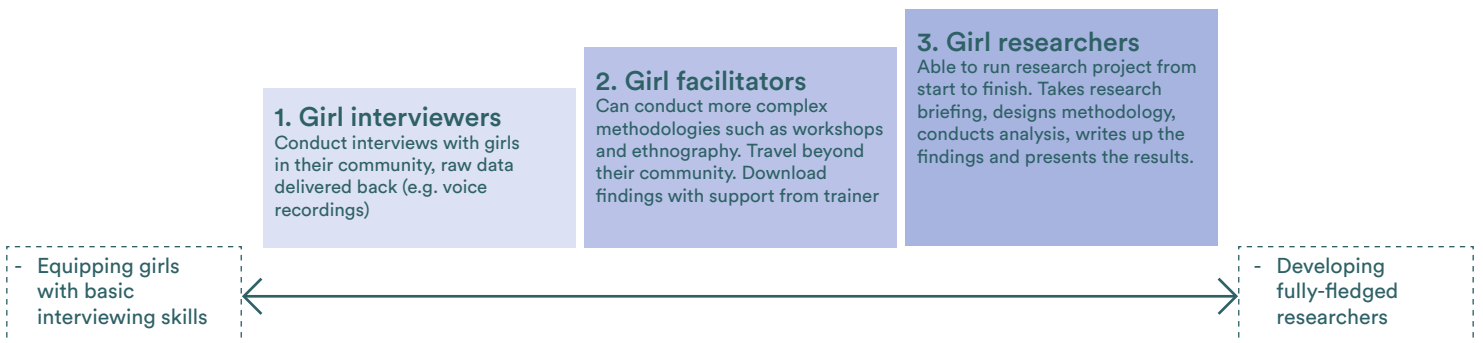 1. Girl interviewers
Conduct interviews with girls
in their community, raw data
delivered back (e.g. voice
recordings)
2. Girl facilitators
Can conduct more complex
methodologies such as workshops
and ethnography. Travel beyond
their community. Download
findings with support from trainer
3. Girl researchers
Able to run research project from
start to finish. Takes research
briefing, designs methodology,
conducts analysis, writes up the
findings and presents the results.
- Equipping girls
with basic
interviewing skills
- Developing
fully-fledged
researchers